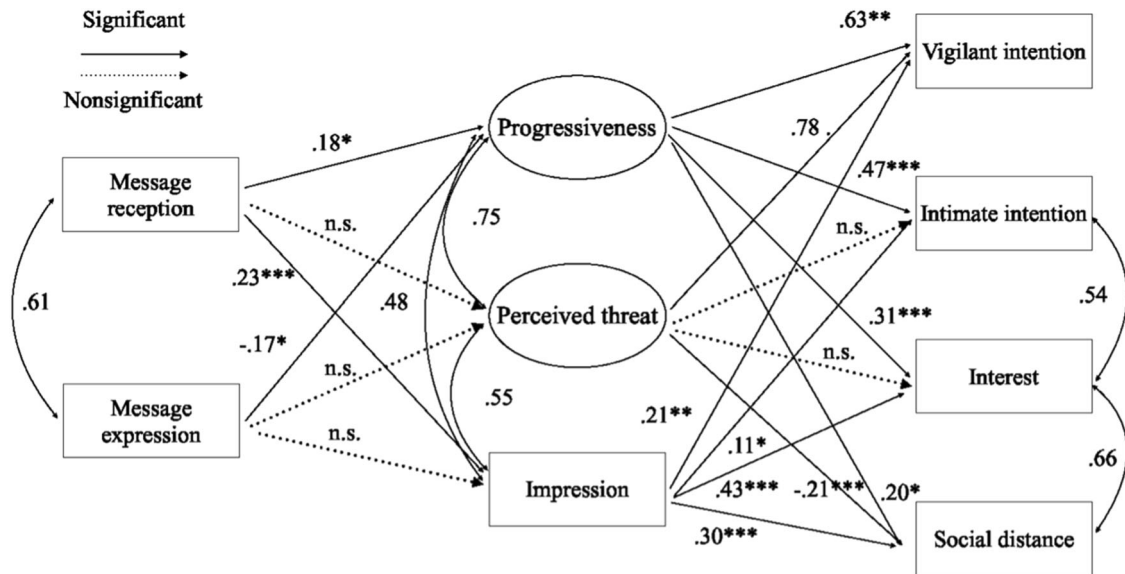 Significant
Nonsignificant
.63**
Vigilant intention
Progressiveness
.78 .
.18*
.47***
Message
reception
Intimate intention
.75
n.s.
n.s.
.23***
.48
.61
.54
Perceived threat
.31***
-.17*
n.s.
n.s.
Interest
.55
Message
expression
.21**
n.s.
.11*
.66
Impression
.43***
-.21***
.20*
.30***
Social distance